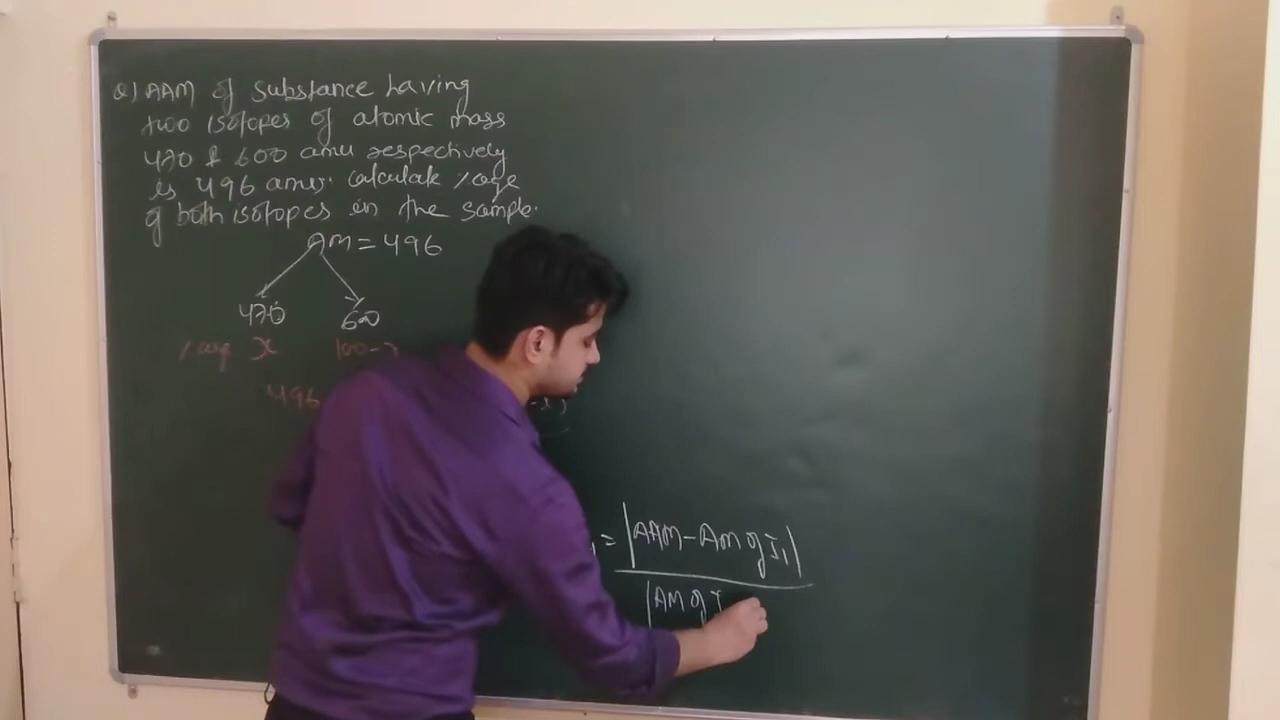 Q) AAM of substance having
two isotopes of atomic mass
470 & 600 amu respectively
is 496 amu. calculate %age
of both isotopes in the sample.
AM = 496
470 600
%age x 100-x
496
= |AAM - AM of I₁|
|AM of I